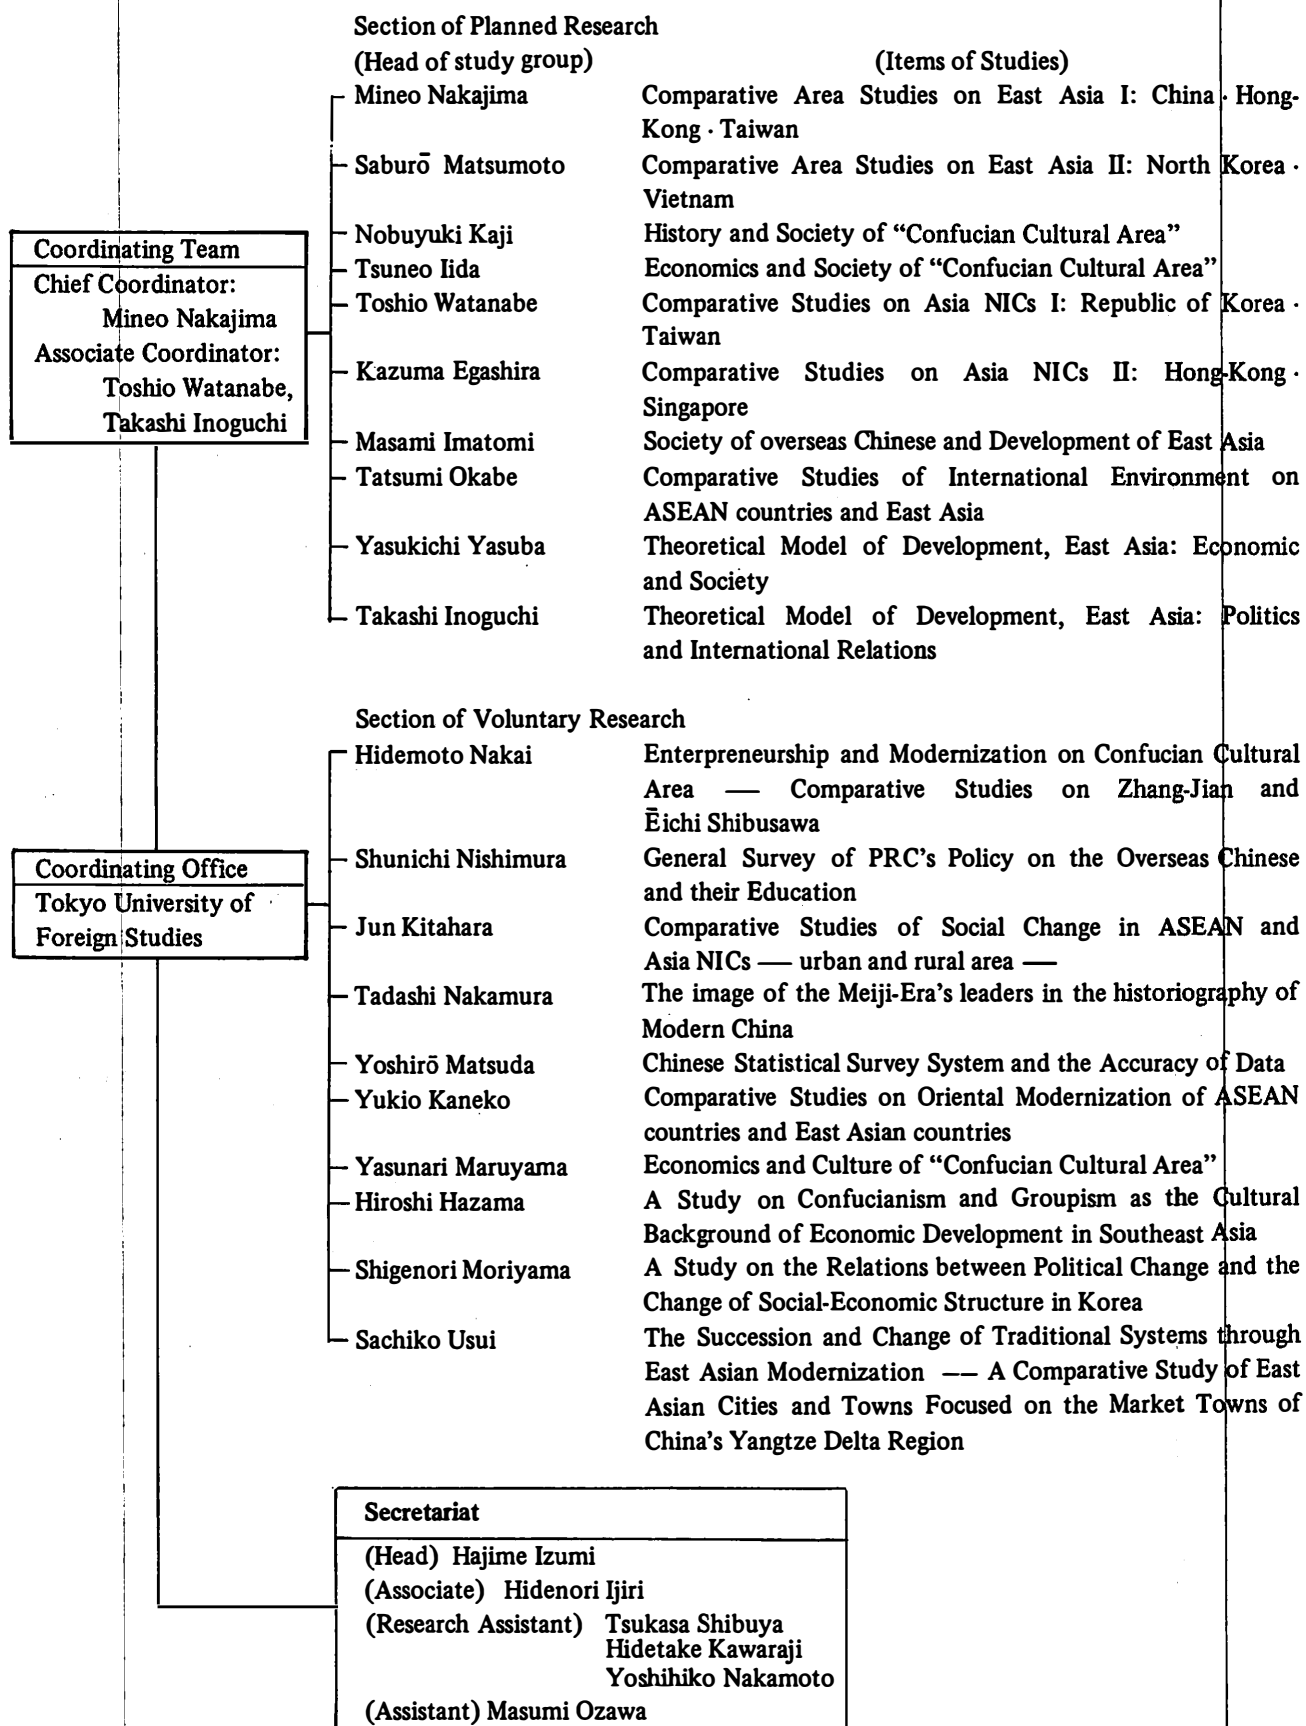 Section of Planned Research
(Head of study group) (Items of Studies)
Mineo Nakajima Comparative Area Studies on East Asia I: China · Hong-
Kong · Taiwan
Saburō Matsumoto Comparative Area Studies on East Asia II: North Korea ·
Vietnam
Nobuyuki Kaji History and Society of “Confucian Cultural Area”
Tsuneo Iida Economics and Society of “Confucian Cultural Area”
Toshio Watanabe Comparative Studies on Asia NICs I: Republic of Korea ·
Taiwan
Kazuma Egashira Comparative Studies on Asia NICs II: Hong-Kong ·
Singapore
Masami Imatomi Society of overseas Chinese and Development of East Asia
Tatsumi Okabe Comparative Studies of International Environment on
ASEAN countries and East Asia
Yasukichi Yasuba Theoretical Model of Development, East Asia: Economic
and Society
Takashi Inoguchi Theoretical Model of Development, East Asia: Politics
and International Relations
Coordinating Team
Chief Coordinator:
Mineo Nakajima
Associate Coordinator:
Toshio Watanabe,
Takashi Inoguchi
Section of Voluntary Research
Hidemoto Nakai Enterpreneurship and Modernization on Confucian Cultural
Area — Comparative Studies on Zhang-Jian and
Ēichi Shibusawa
Shunichi Nishimura General Survey of PRC's Policy on the Overseas Chinese
and their Education
Jun Kitahara Comparative Studies of Social Change in ASEAN and
Asia NICs — urban and rural area —
Tadashi Nakamura The image of the Meiji-Era's leaders in the historiography of
Modern China
Yoshirō Matsuda Chinese Statistical Survey System and the Accuracy of Data
Yukio Kaneko Comparative Studies on Oriental Modernization of ASEAN
countries and East Asian countries
Yasunari Maruyama Economics and Culture of “Confucian Cultural Area”
Hiroshi Hazama A Study on Confucianism and Groupism as the Cultural
Background of Economic Development in Southeast Asia
Shigenori Moriyama A Study on the Relations between Political Change and the
Change of Social-Economic Structure in Korea
Sachiko Usui The Succession and Change of Traditional Systems through
East Asian Modernization —— A Comparative Study of East
Asian Cities and Towns Focused on the Market Towns of
China's Yangtze Delta Region
Coordinating Office
Tokyo University of
Foreign Studies
Secretariat
(Head) Hajime Izumi
(Associate) Hidenori Ijiri
(Research Assistant) Tsukasa Shibuya
Hidetake Kawaraji
Yoshihiko Nakamoto
(Assistant) Masumi Ozawa